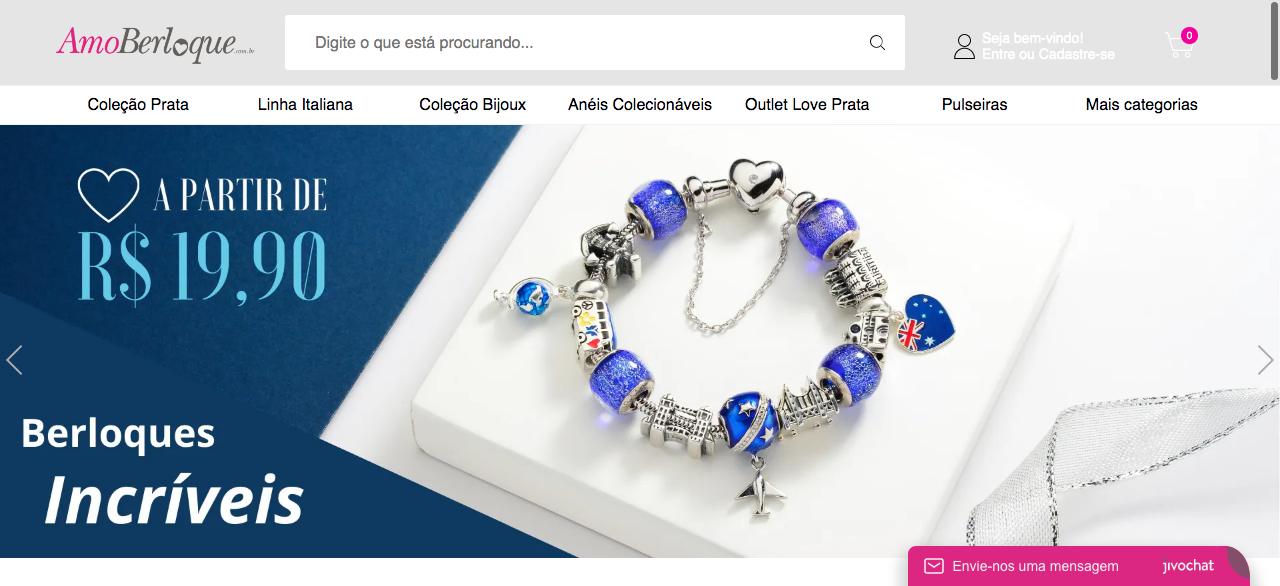 AmoBerloque.com.br
Digite o que está procurando...
Seja bem-vindo!
Entre ou Cadastre-se
0
Coleção Prata
Linha Italiana
Coleção Bijoux
Anéis Colecionáveis
Outlet Love Prata
Pulseiras
Mais categorias
A PARTIR DE
R$ 19,90
Berloques
Incríveis
Envie-nos uma mensagem
jivochat